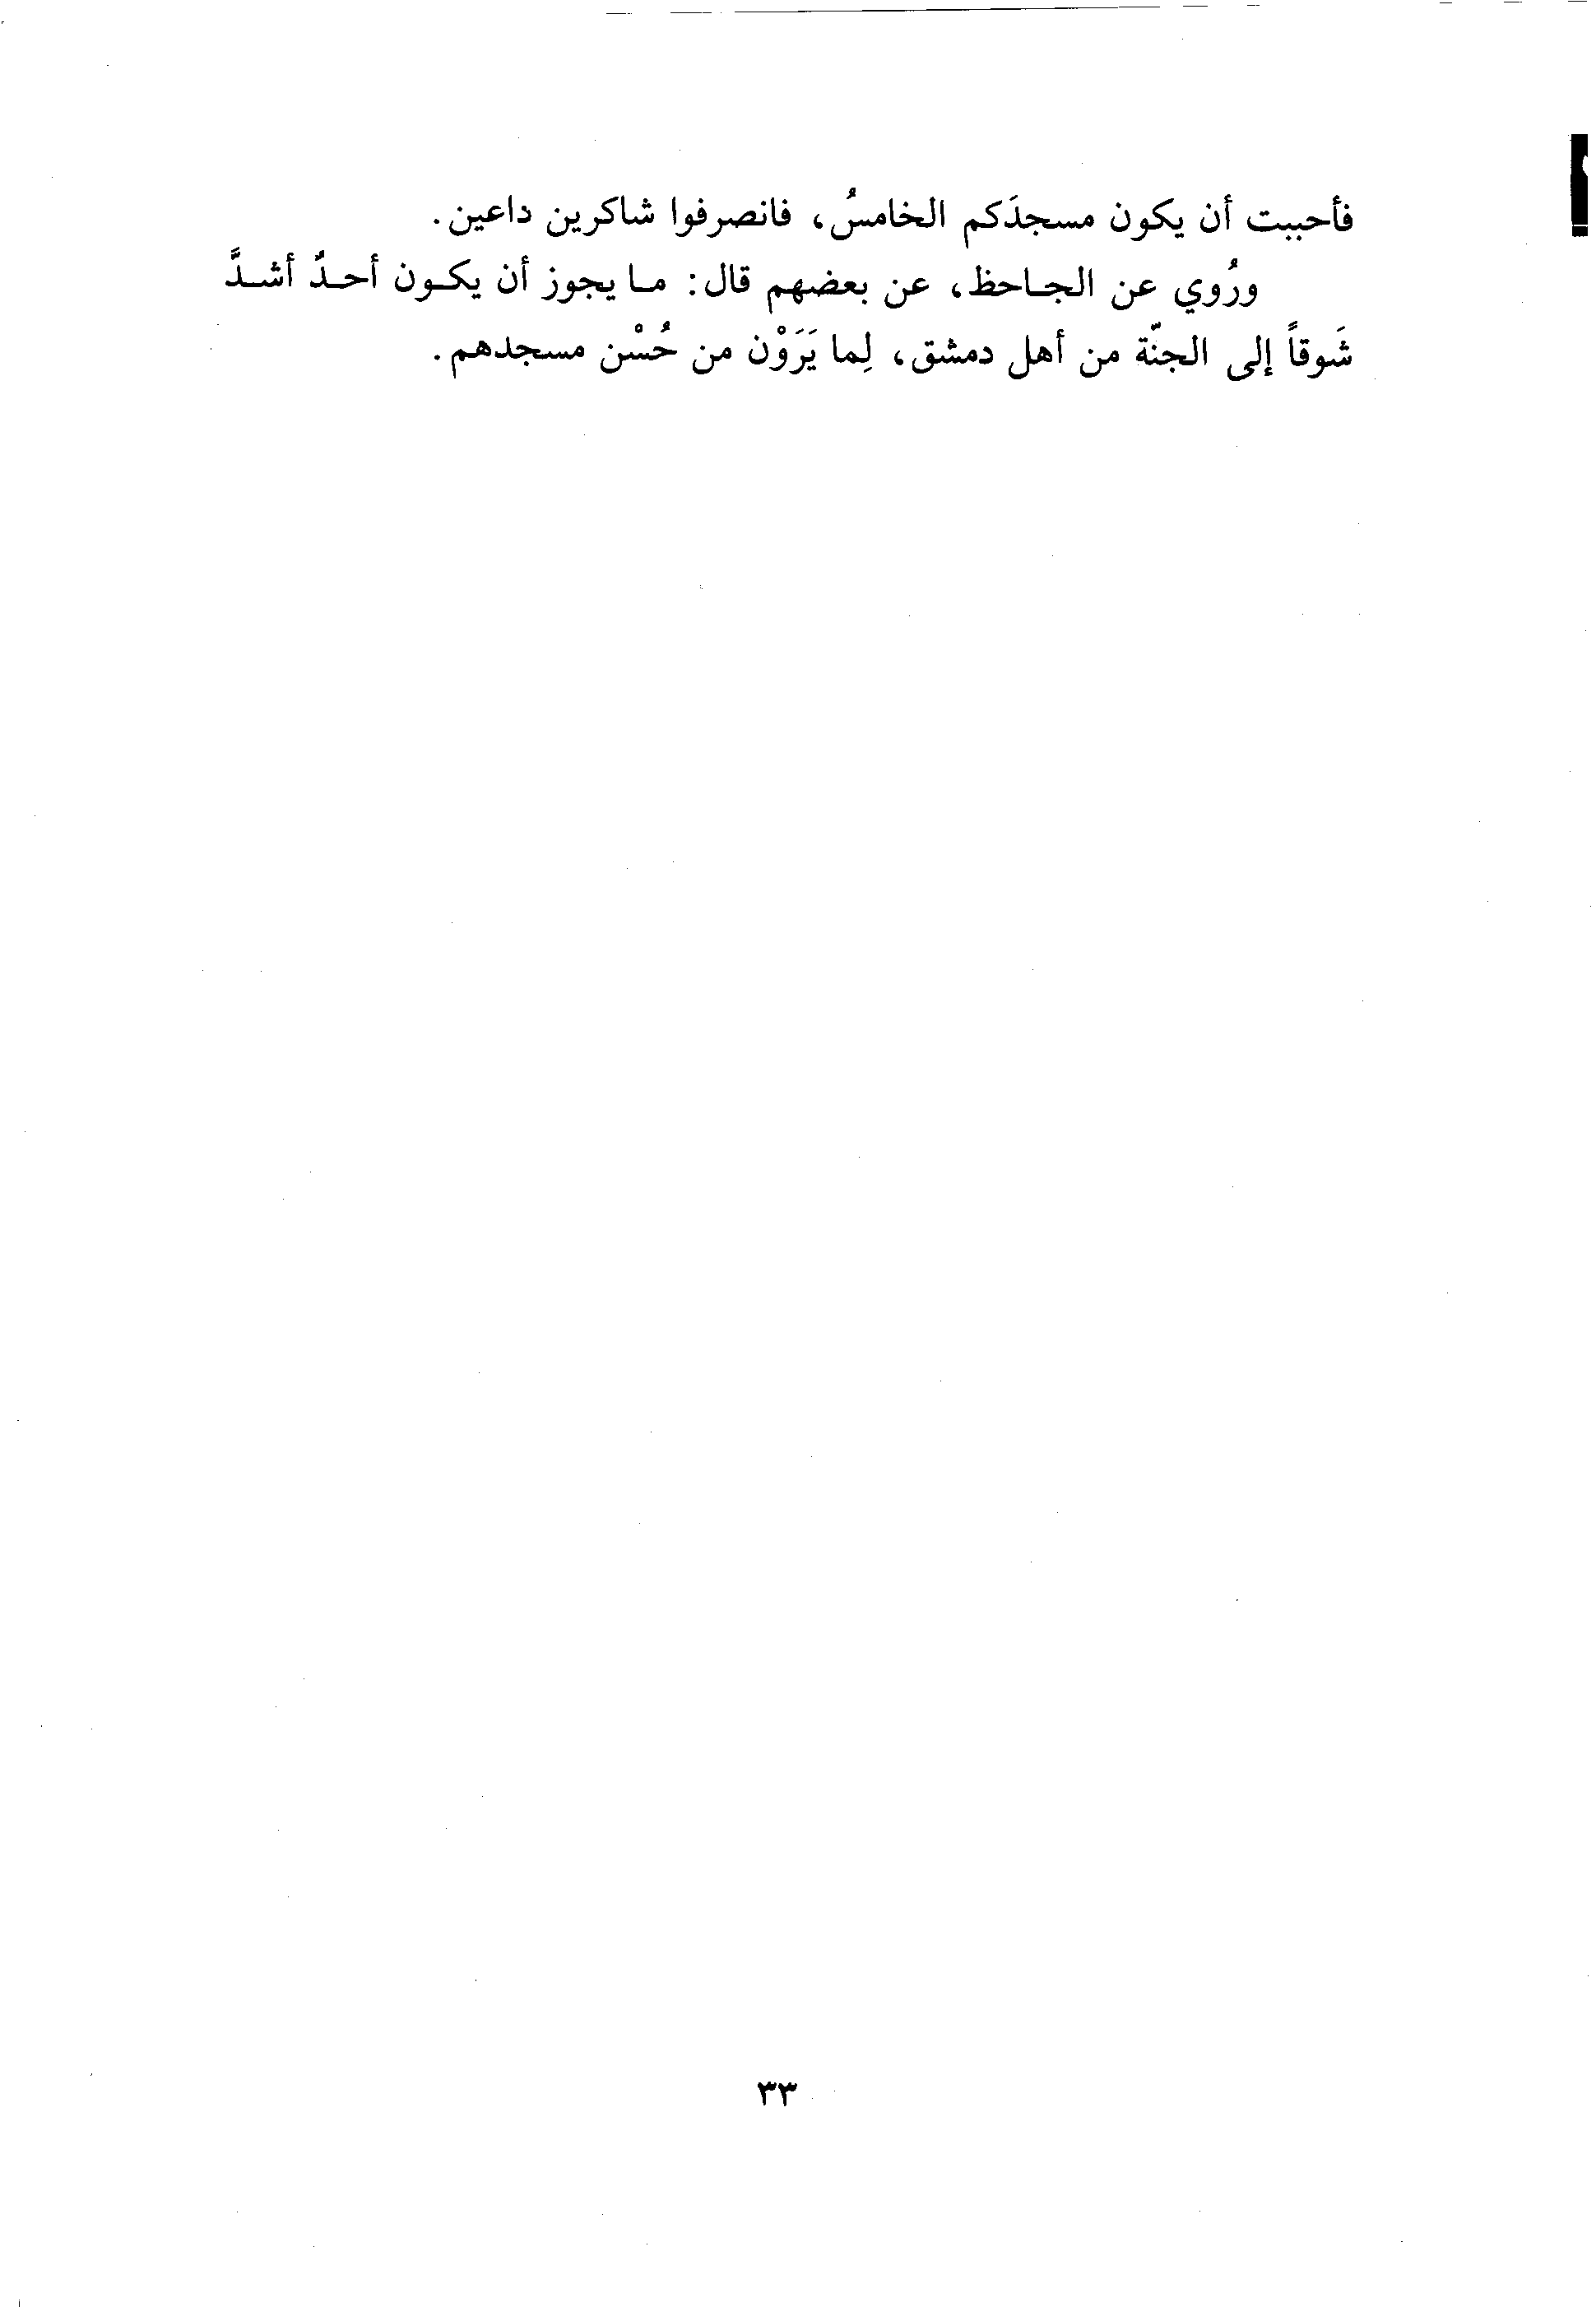 فأحببت أن يكون مسجدَكم الخامسُ، فانصرفوا شاكرين داعين.
ورُوي عن الجاحظ، عن بعضهم قال: ما يجوز أن يكون أحدٌ أشدَّ
شَوقاً إلى الجنّة من أهل دمشق، لِما يَرَوْن من حُسْن مسجدهم.
٣٣